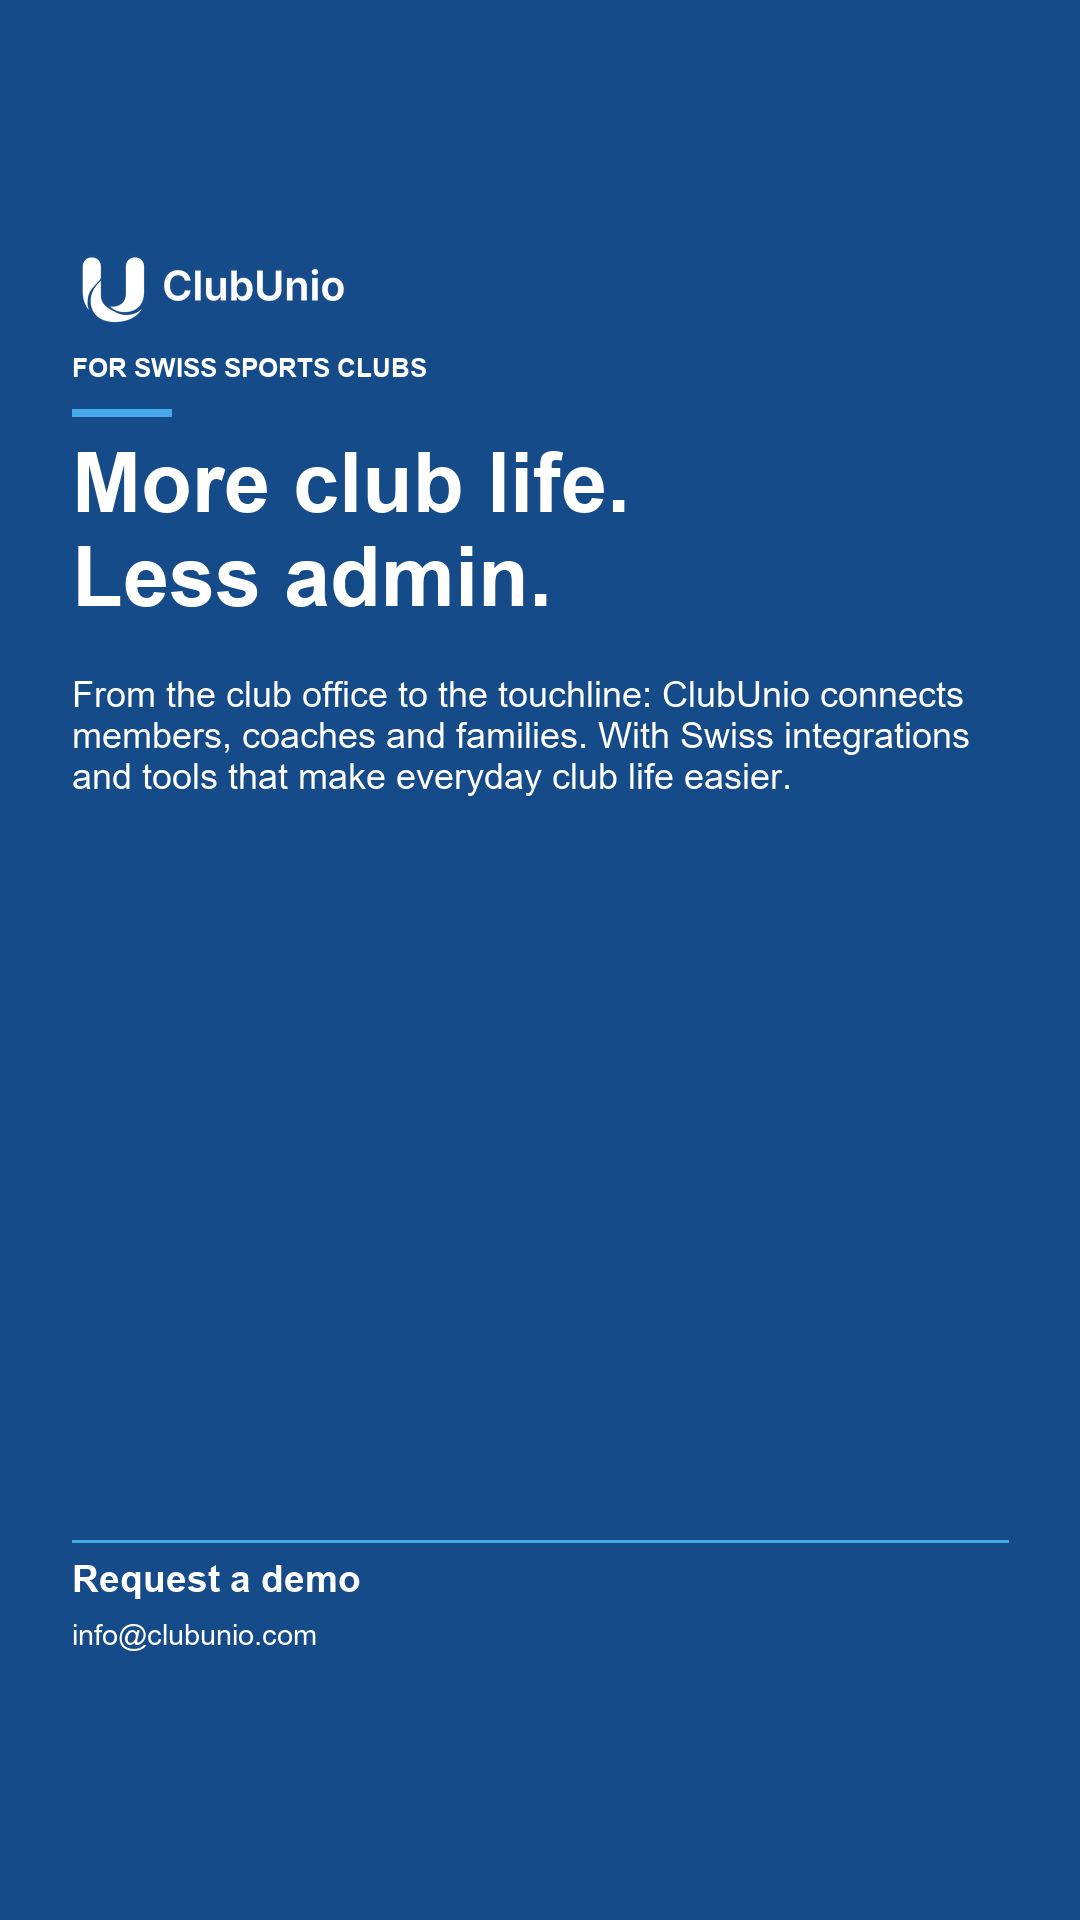 ClubUnio
FOR SWISS SPORTS CLUBS
More club life.
Less admin.
From the club office to the touchline: ClubUnio connects
members, coaches and families. With Swiss integrations
and tools that make everyday club life easier.
Request a demo
info@clubunio.com